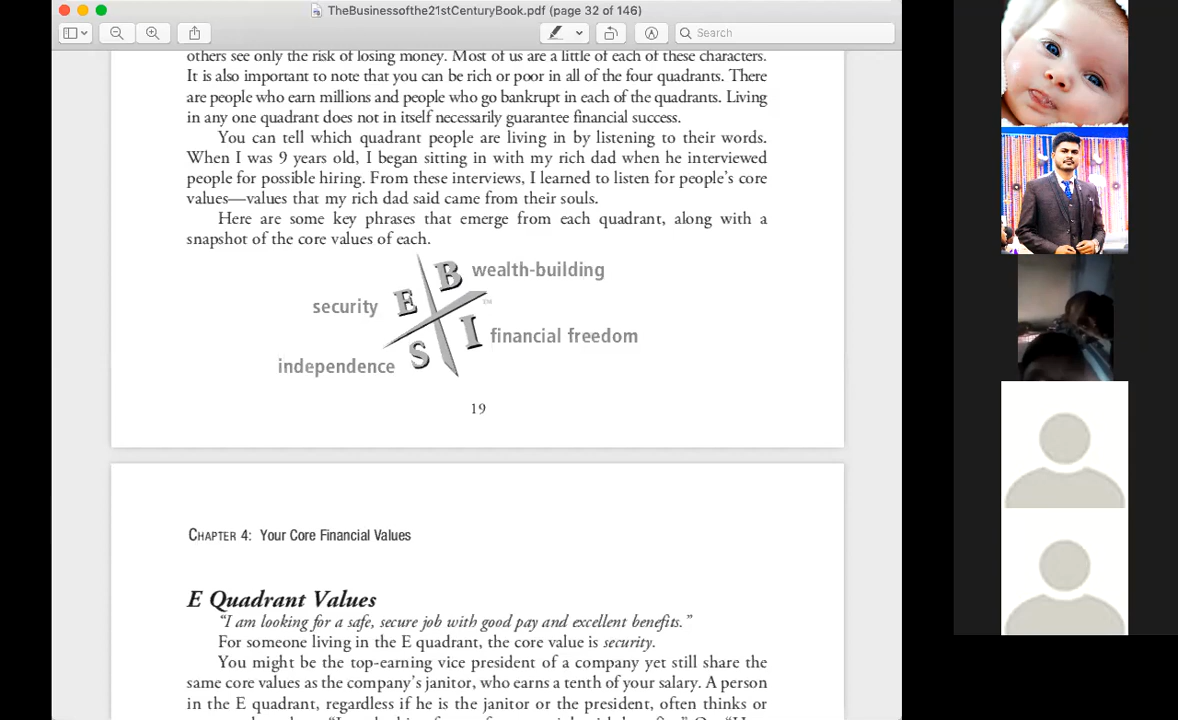 TheBusinessofthe21stCenturyBook.pdf (page 32 of 146)
Search
others see only the risk of losing money. Most of us are a little of each of these characters.
It is also important to note that you can be rich or poor in all of the four quadrants. There
are people who earn millions and people who go bankrupt in each of the quadrants. Living
in any one quadrant does not in itself necessarily guarantee financial success.
You can tell which quadrant people are living in by listening to their words.
When I was 9 years old, I began sitting in with my rich dad when he interviewed
people for possible hiring. From these interviews, I learned to listen for people's core
values—values that my rich dad said came from their souls.
Here are some key phrases that emerge from each quadrant, along with a
snapshot of the core values of each.
B wealth-building
security E
TM
I financial freedom
independence S
19
CHAPTER 4: Your Core Financial Values
E Quadrant Values
“I am looking for a safe, secure job with good pay and excellent benefits.”
For someone living in the E quadrant, the core value is security.
You might be the top-earning vice president of a company yet still share the
same core values as the company's janitor, who earns a tenth of your salary. A person
in the E quadrant, regardless if he is the janitor or the president, often thinks or